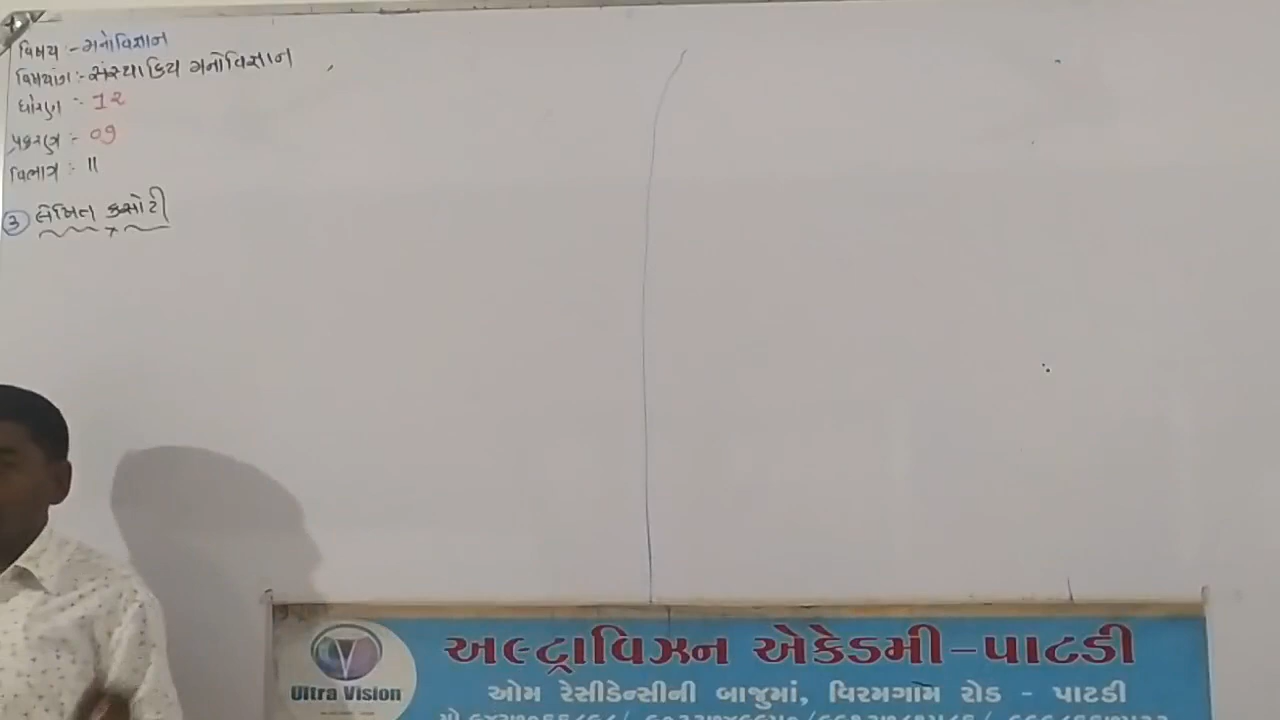 વિષય :- મનોવિજ્ઞાન
વિષયાંગ :- સંસ્થાકિય મનોવિજ્ઞાન
ધોરણ :- 12
પ્રકરણ :- 09
વિભાગ :- ||
3 લેખિત કસોટી
અલ્ટ્રાવિઝન એકેડમી-પાટડી
Ultra Vision
ઓમ રેસીડેન્સીની બાજુમાં, વિરમગામ રોડ - પાટડી